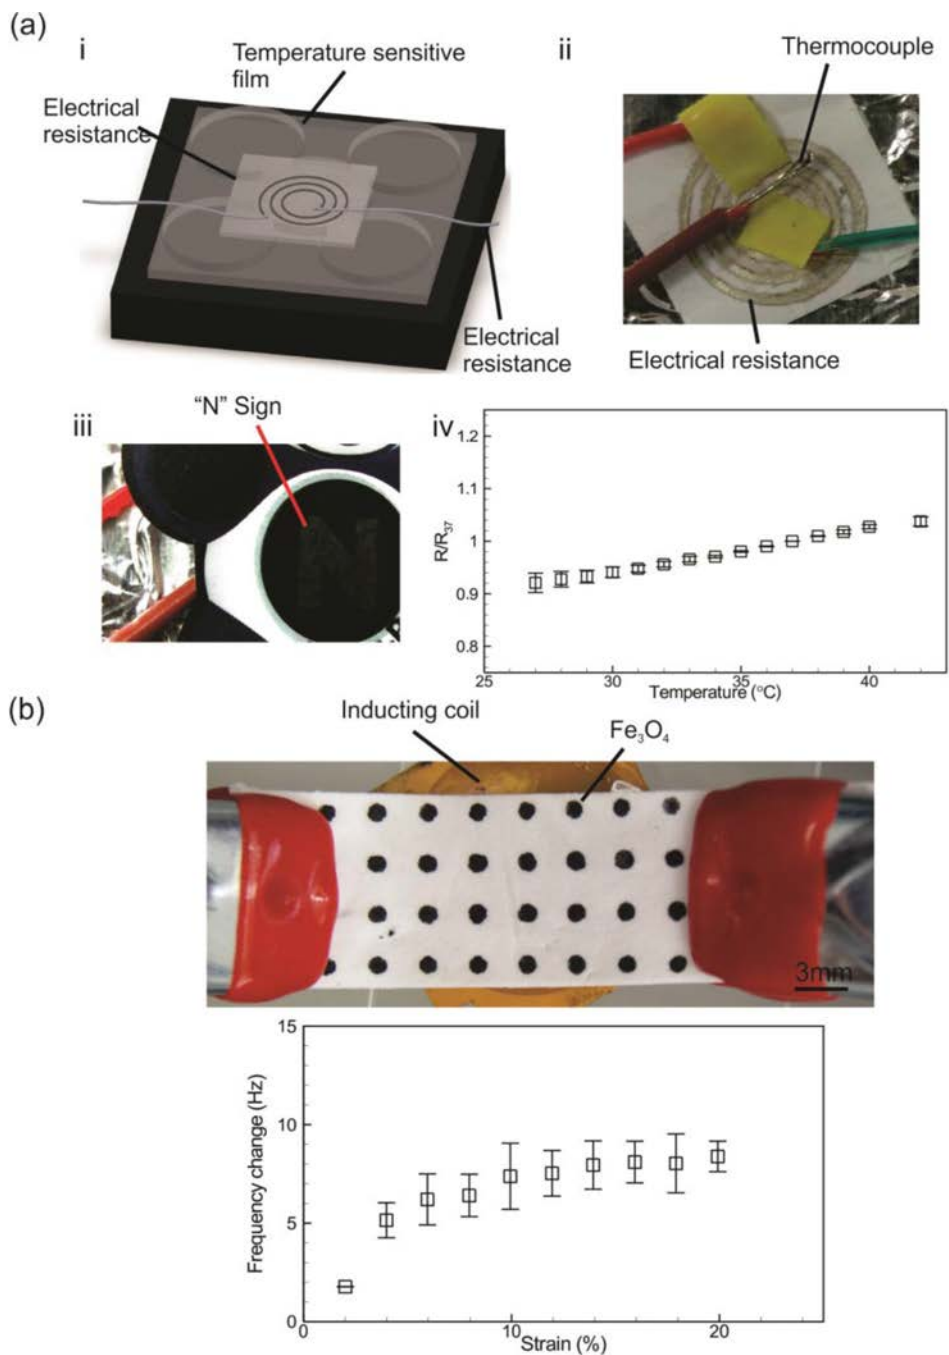 (a)
i
Temperature sensitive
film
Electrical
resistance
Electrical
resistance
ii
Thermocouple
Electrical resistance
iii
“N” Sign
N
iv
R/R37
1.2
1.1
1
0.9
0.8
25
30
35
40
Temperature (°C)
(b)
Inducting coil
Fe3O4
3mm
Frequency change (Hz)
15
10
5
0
0
10
20
Strain (%)